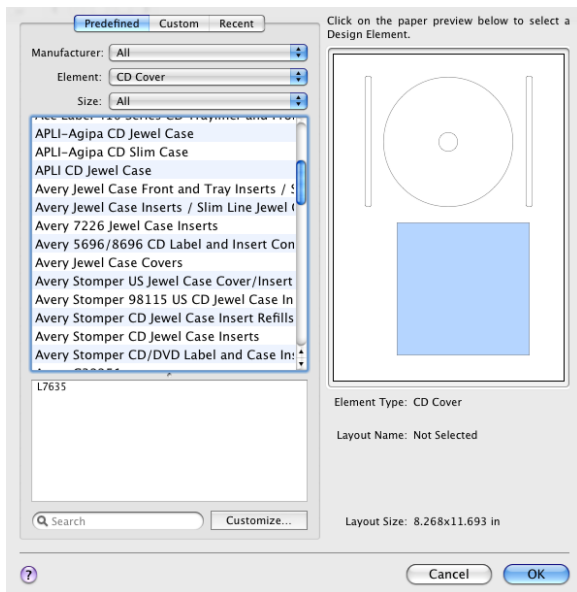 Predefined Custom Recent
Manufacturer: All
Element: CD Cover
Size: All
APLI-Agipa CD Jewel Case
APLI-Agipa CD Slim Case
APLI CD Jewel Case
Avery Jewel Case Front and Tray Inserts / S
Avery Jewel Case Inserts / Slim Line Jewel
Avery 7226 Jewel Case Inserts
Avery 5696/8696 CD Label and Insert Con
Avery Jewel Case Covers
Avery Stomper US Jewel Case Cover/Insert
Avery Stomper 98115 US CD Jewel Case In
Avery Stomper CD Jewel Case Insert Refills
Avery Stomper CD Jewel Case Inserts
Avery Stomper CD/DVD Label and Case Ins
L7635
Search
Customize...
Click on the paper preview below to select a
Design Element.
Element Type: CD Cover
Layout Name: Not Selected
Layout Size: 8.268x11.693 in
?
Cancel OK